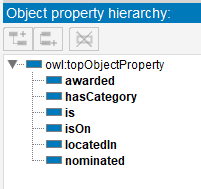 Object property hierarchy:
owl:topObjectProperty
awarded
hasCategory
is
isOn
locatedIn
nominated